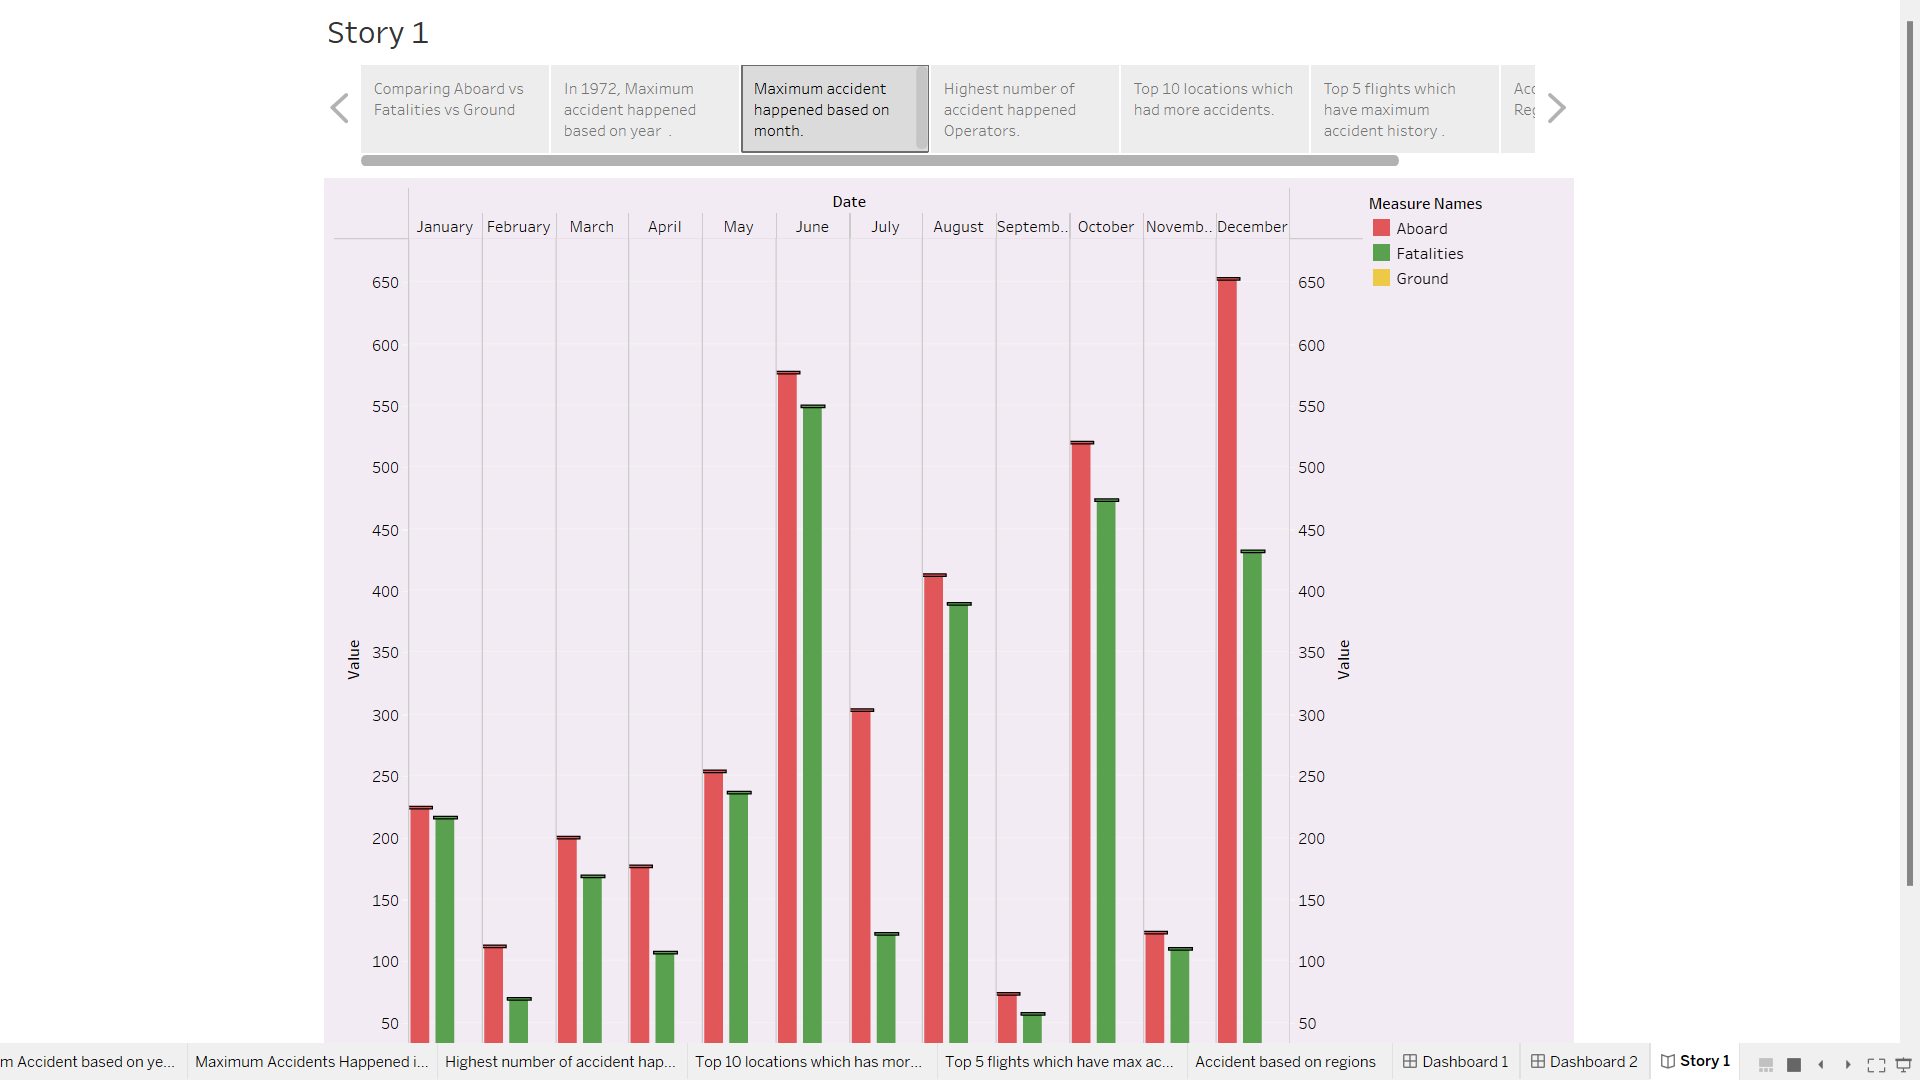 Story 1
Comparing Aboard vs
Fatalities vs Ground
In 1972, Maximum
accident happened
based on year .
Maximum accident
happened based on
month.
Highest number of
accident happened
Operators.
Top 10 locations which
had more accidents.
Top 5 flights which
have maximum
accident history .
Acc
Reg
Date
January February March April May June July August Septemb.. October Novemb.. December
Measure Names
Aboard
Fatalities
Ground
650 650
600 600
550 550
500 500
450 450
400 400
350 350
300 300
250 250
200 200
150 150
100 100
50 50
Value
Value
m Accident based on ye... Maximum Accidents Happened i... Highest number of accident hap... Top 10 locations which has mor... Top 5 flights which have max ac... Accident based on regions Dashboard 1 Dashboard 2 Story 1